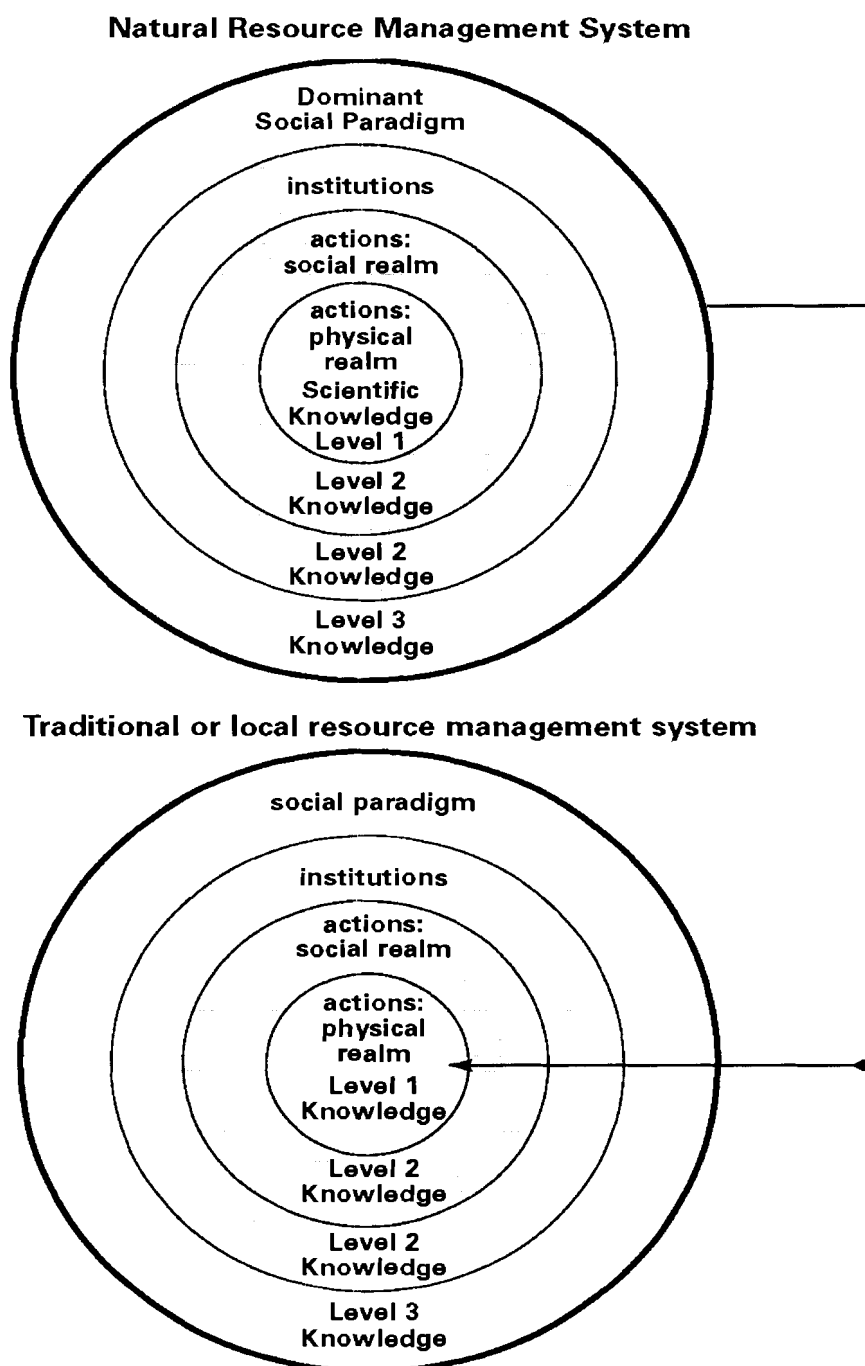 Natural Resource Management System
Dominant
Social Paradigm
institutions
actions:
social realm
actions:
physical
realm
Scientific
Knowledge
Level 1
Level 2
Knowledge
Level 2
Knowledge
Level 3
Knowledge
Traditional or local resource management system
social paradigm
institutions
actions:
social realm
actions:
physical
realm
Level 1
Knowledge
Level 2
Knowledge
Level 2
Knowledge
Level 3
Knowledge